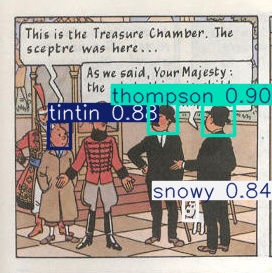 This is the Treasure Chamber. The
sceptre was here...
As we said, Your Majesty:
the
thompson 0.90
tintin 0.88
snowy 0.84